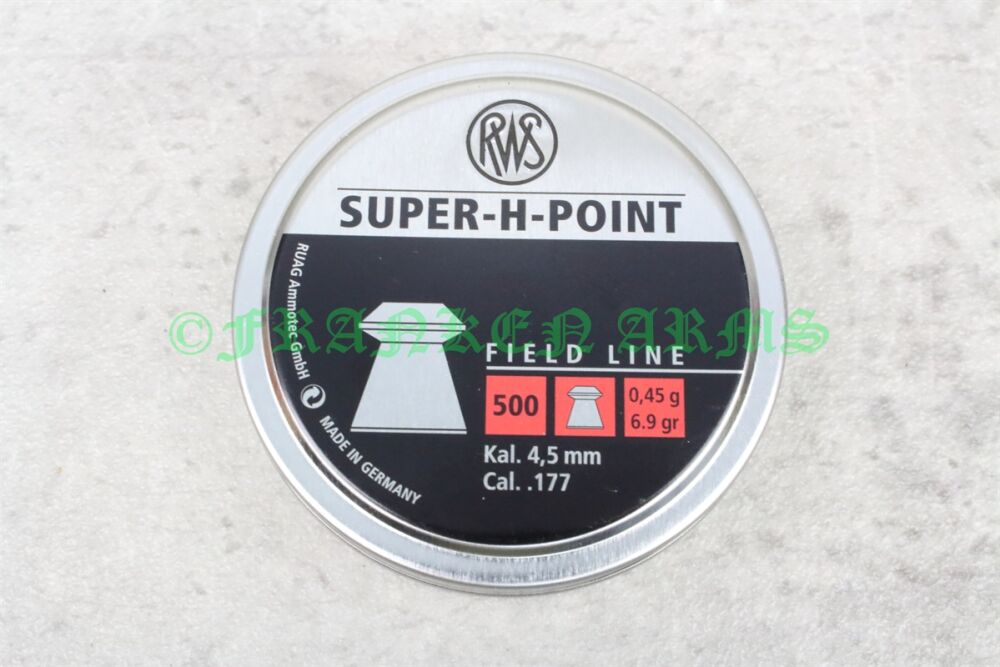 RWS
SUPER-H-POINT
RUAG Ammotec GmbH
MADE IN GERMANY
©FRANKEN ARMS
FIELD LINE
500
0,45 g
6.9 gr
Kal. 4,5 mm
Cal. .177